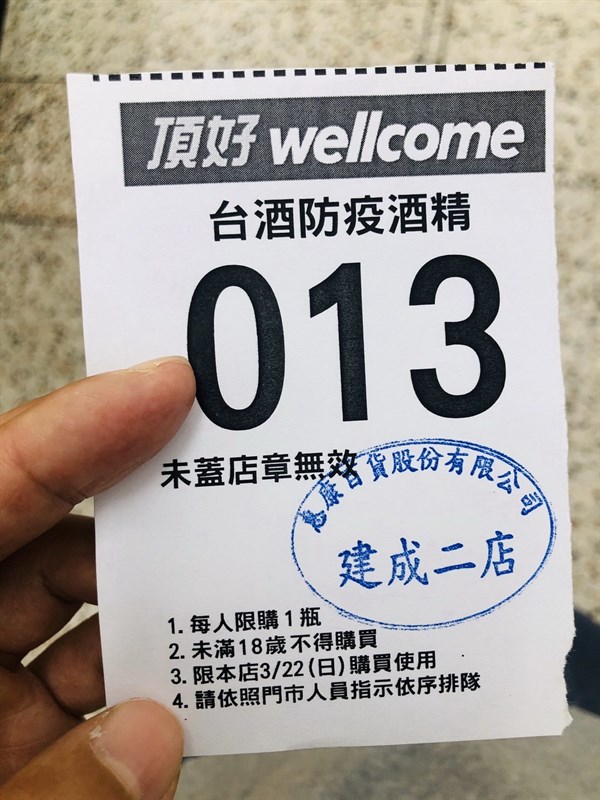 頂好 wellcome
台酒防疫酒精
013
未蓋店章無效
惠康百貨股份有限公司
建成二店
1. 每人限購1瓶
2. 未滿18歲不得購買
3. 限本店3/22(日)購買使用
4. 請依照門市人員指示依序排隊